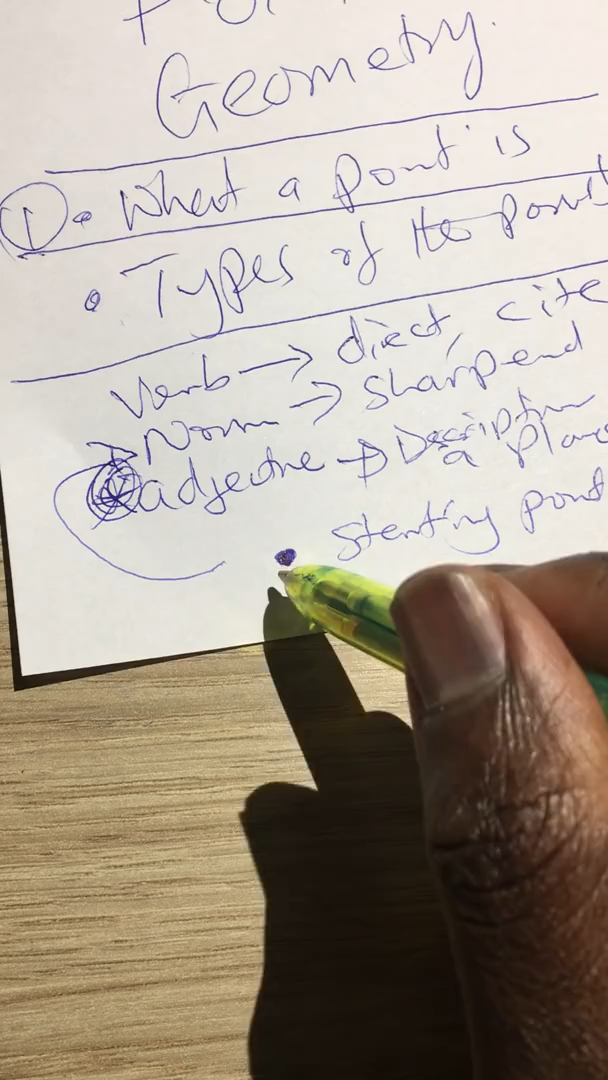 Geometry.
① • What a point is
• Types of the point
Verb → direct, cite
Noun → sharp end
adjective → Descriptive
a place
starting point